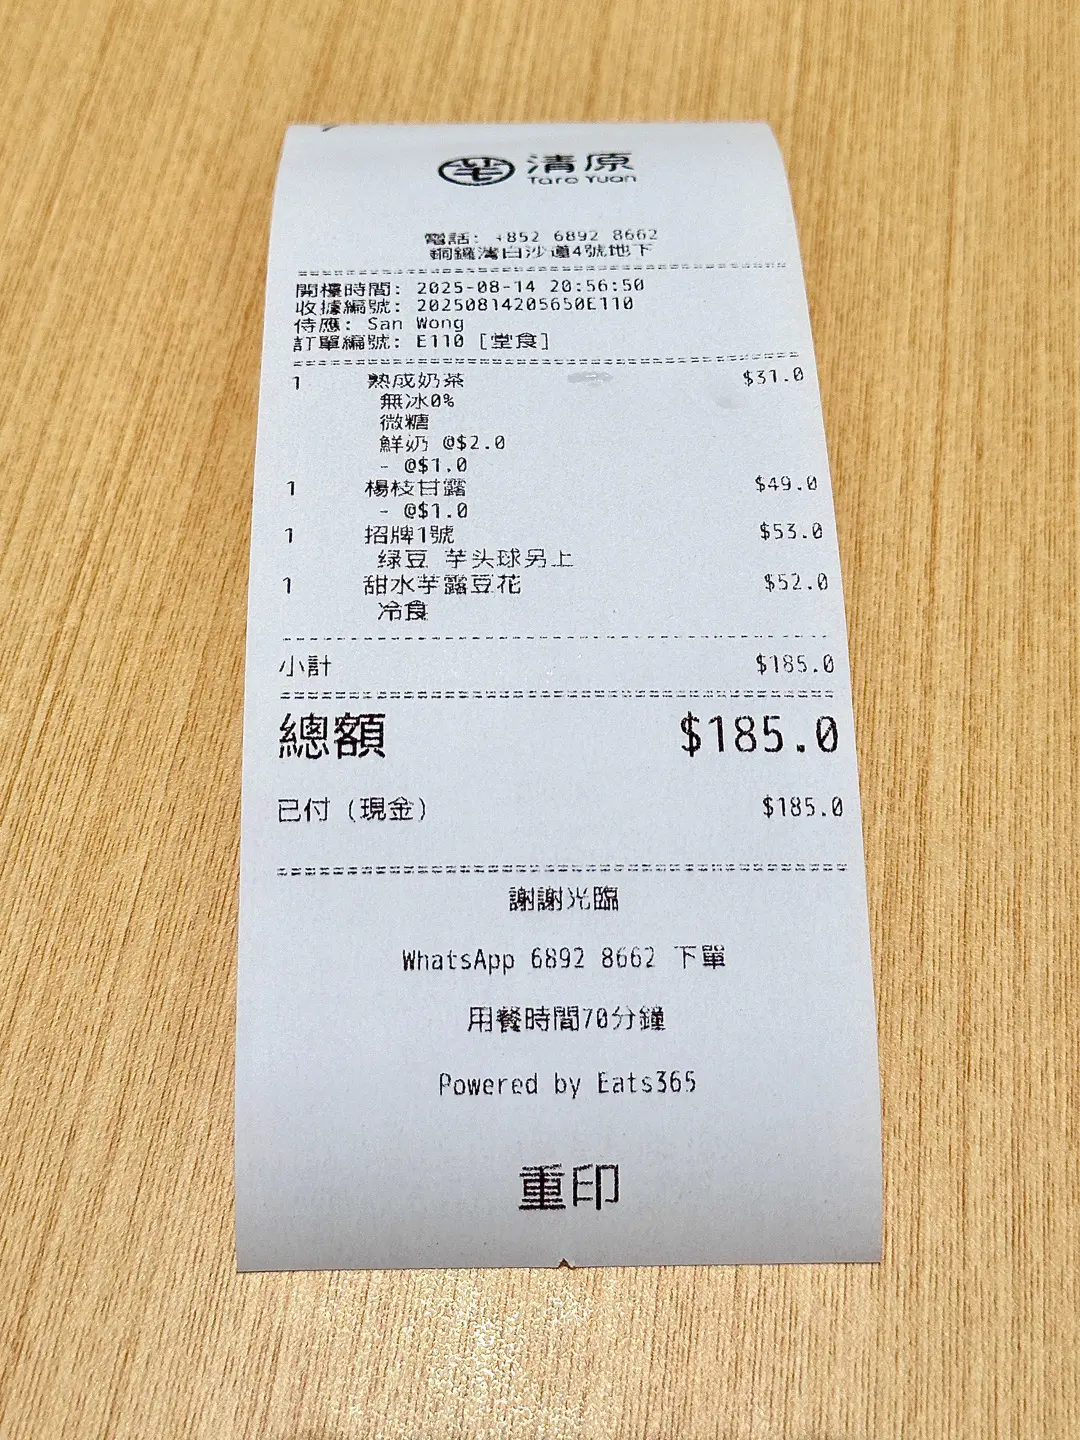 芋 清原
Taro Yuan
電話: +852 6892 8662
銅鑼灣白沙道4號地下
開檯時間: 2025-08-14 20:56:50
收據編號: 20250814205650E110
侍應: San Wong
訂單編號: E110 [堂食]
1 熟成奶茶 $31.0
無冰0%
微糖
鮮奶 @$2.0
- @$1.0
1 楊枝甘露 $49.0
- @$1.0
1 招牌1號 $53.0
绿豆 芋头球另上
1 甜水芋露豆花 $52.0
冷食
小計 $185.0
總額 $185.0
已付 (現金) $185.0
謝謝光臨
WhatsApp 6892 8662 下單
用餐時間70分鐘
Powered by Eats365
重印